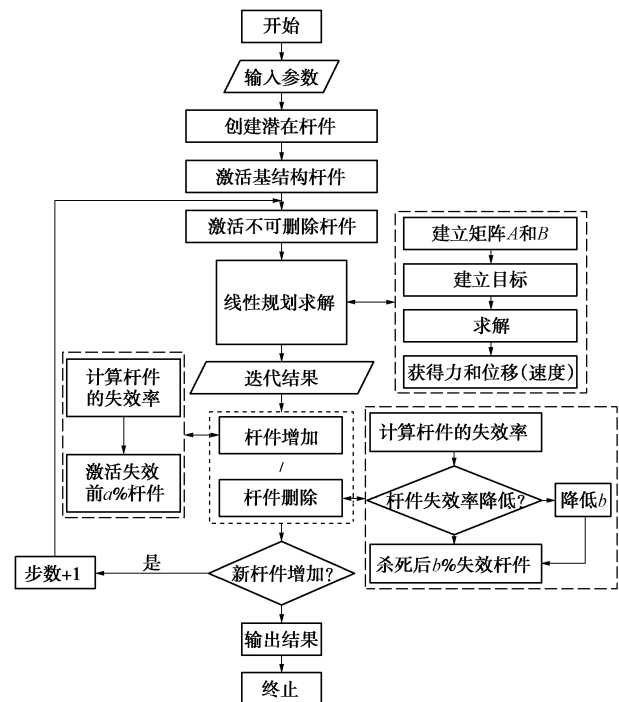 开始
输入参数
创建潜在杆件
激活基结构杆件
激活不可删除杆件
线性规划求解
建立矩阵A和B
建立目标
求解
获得力和位移(速度)
迭代结果
计算杆件
的失效率
激活失效
前a%杆件
杆件增加
/
杆件删除
计算杆件的失效率
杆件失效率降低?
降低b
杀死后b%失效杆件
新杆件增加?
是
步数+1
输出结果
终止